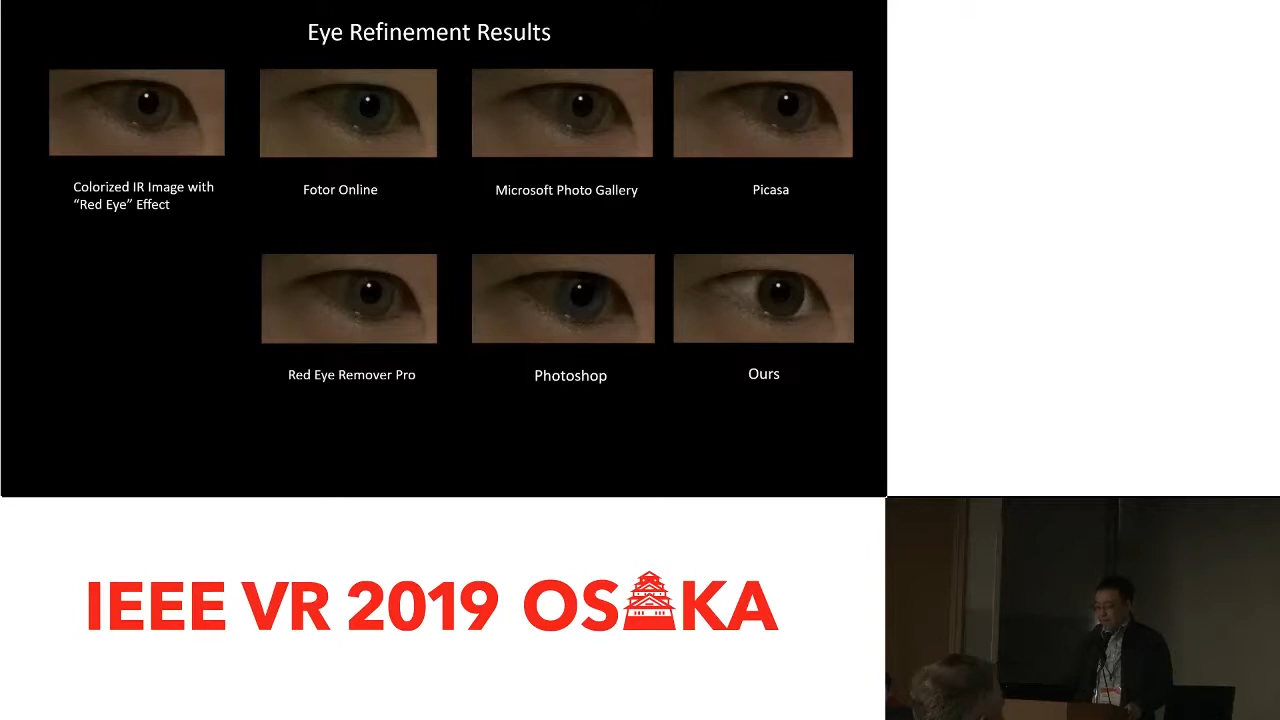 Eye Refinement Results
Colorized IR Image with
“Red Eye” Effect
Fotor Online
Microsoft Photo Gallery
Picasa
Red Eye Remover Pro
Photoshop
Ours
IEEE VR 2019 OSAKA